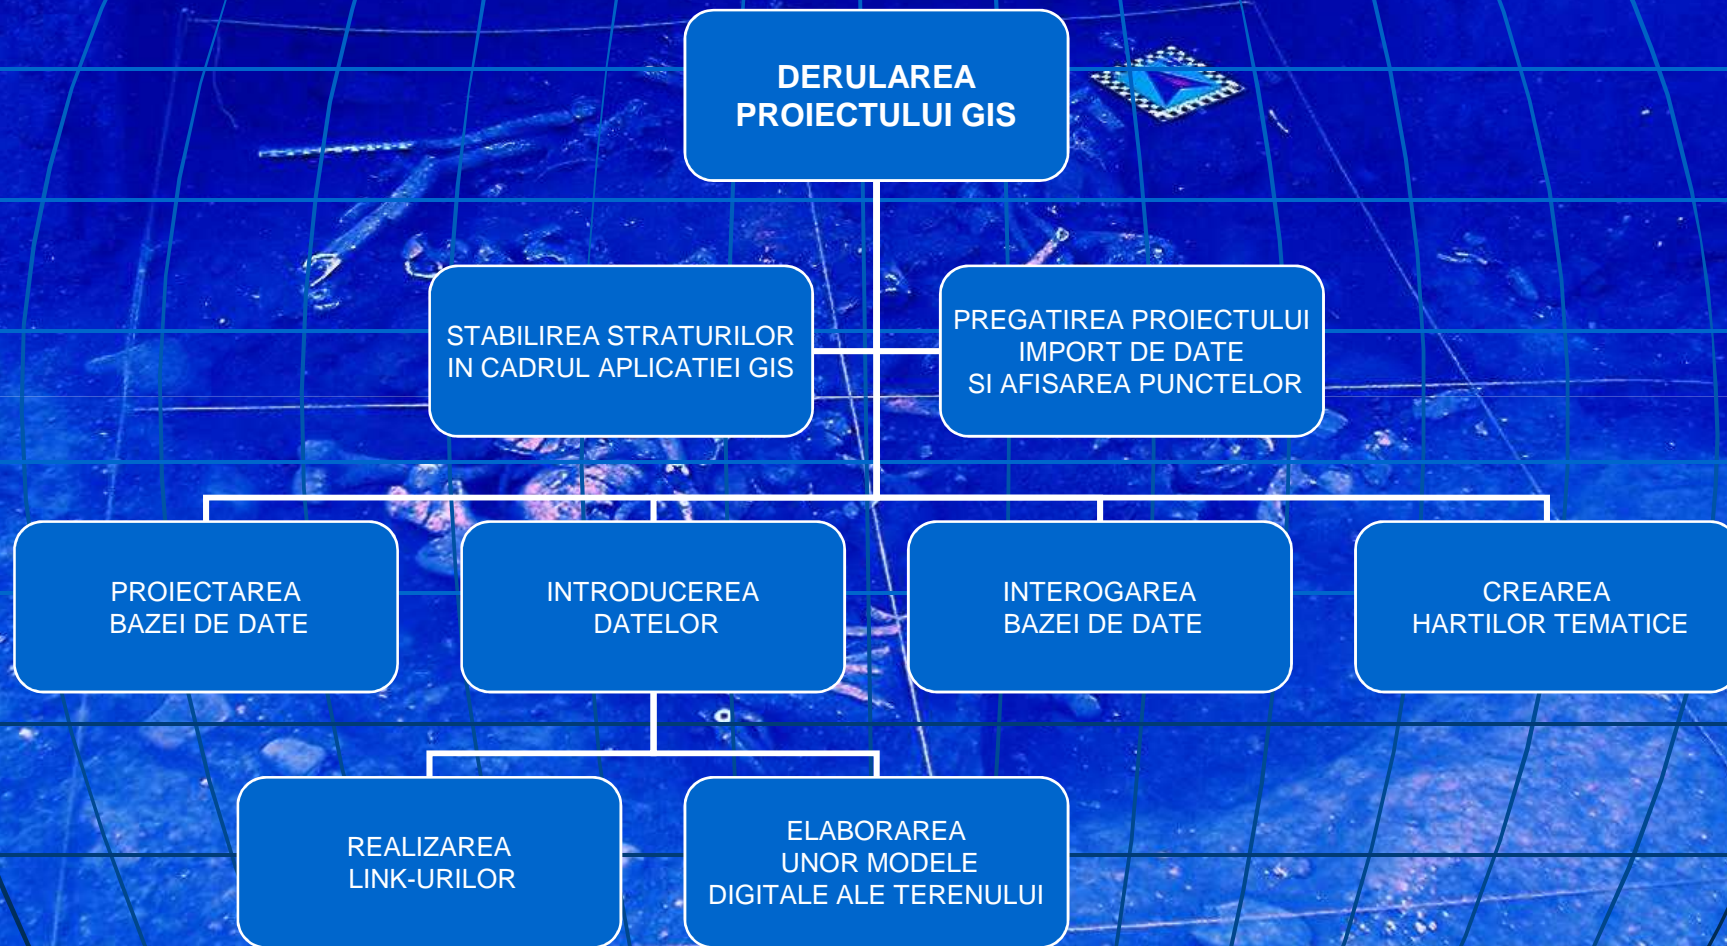 DERULAREA
PROIECTULUI GIS
STABILIREA STRATURILOR
IN CADRUL APLICATIEI GIS
PREGATIREA PROIECTULUI
IMPORT DE DATE
SI AFISAREA PUNCTELOR
PROIECTAREA
BAZEI DE DATE
INTRODUCEREA
DATELOR
INTEROGAREA
BAZEI DE DATE
CREAREA
HARTILOR TEMATICE
REALIZAREA
LINK-URILOR
ELABORAREA
UNOR MODELE
DIGITALE ALE TERENULUI